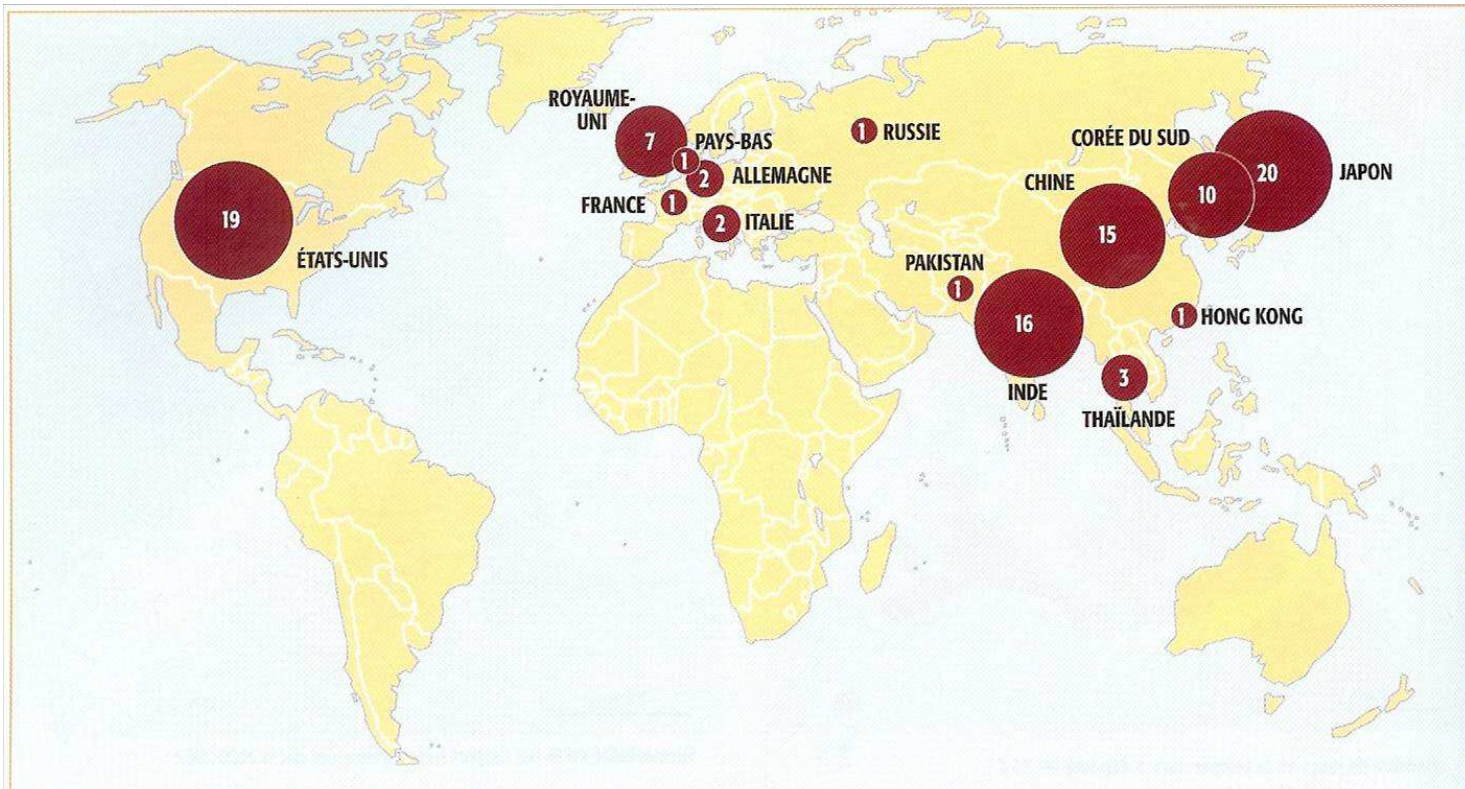 ROYAUME-
UNI
7
PAYS-BAS
1
2
ALLEMAGNE
FRANCE
1
2
ITALIE
1
RUSSIE
19
ÉTATS-UNIS
CORÉE DU SUD
10
20
JAPON
CHINE
15
PAKISTAN
1
16
INDE
1
HONG KONG
3
THAÏLANDE